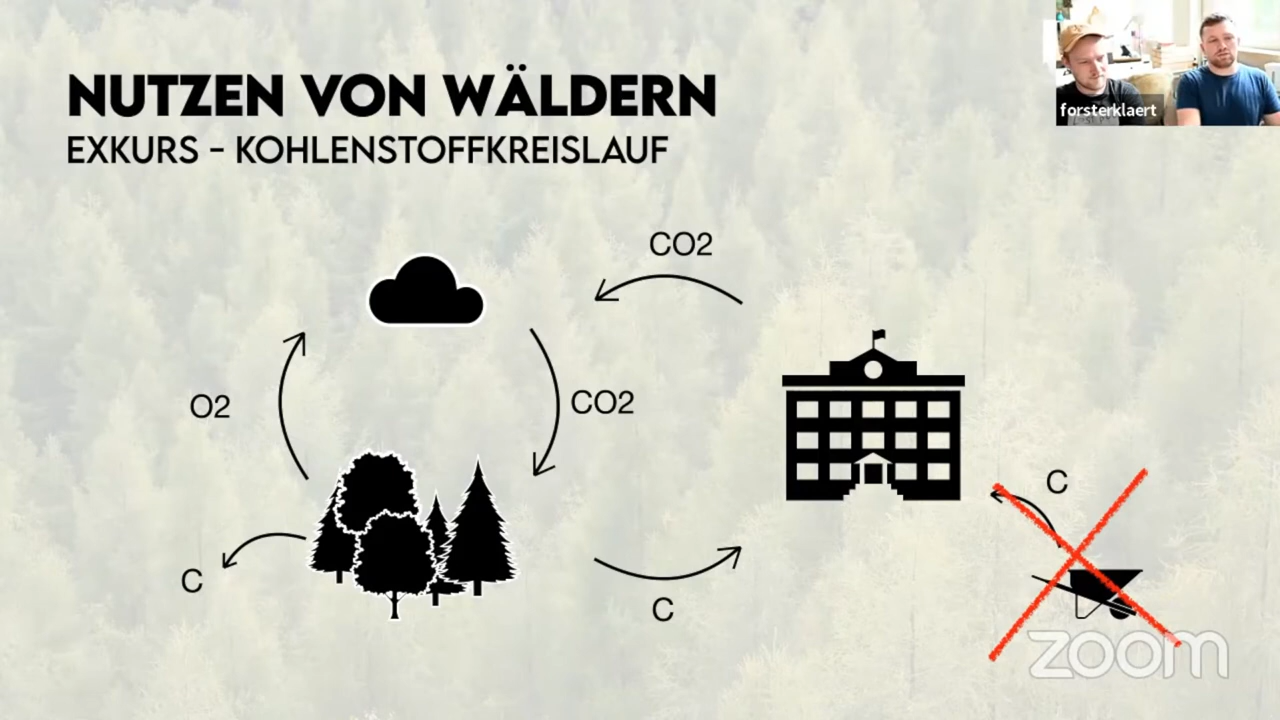 NUTZEN VON WÄLDERN
EXKURS - KOHLENSTOFFKREISLAUF
forsterklaert
CO2
O2
CO2
C
C
C
zoom